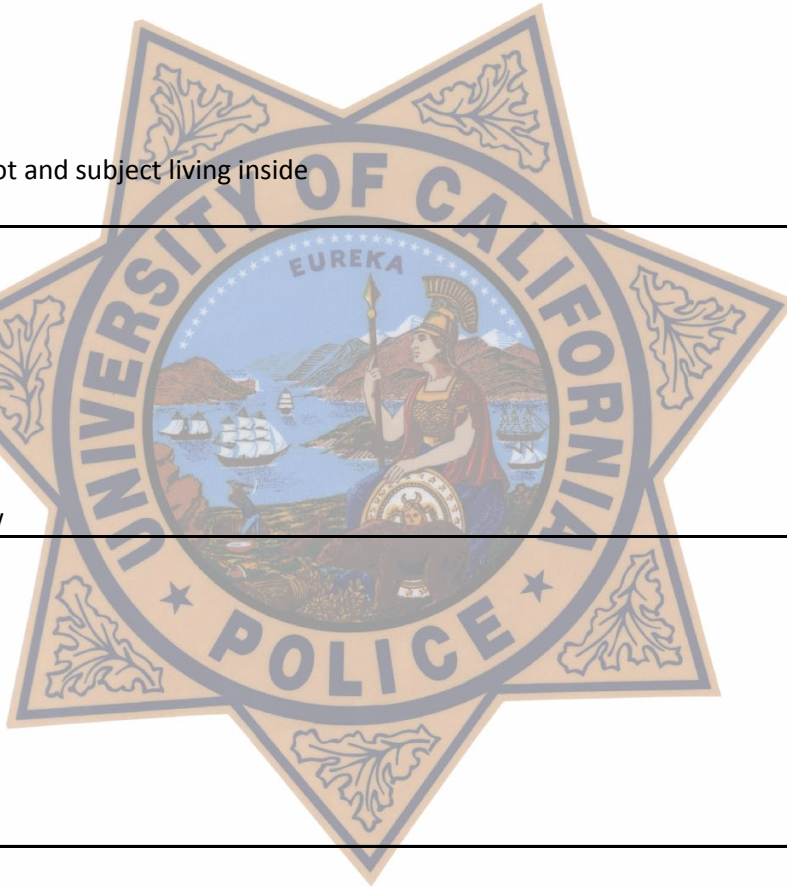 pt and subject living inside
UNIVERSITY OF CALIFORNIA
EUREKA
y
POLICE